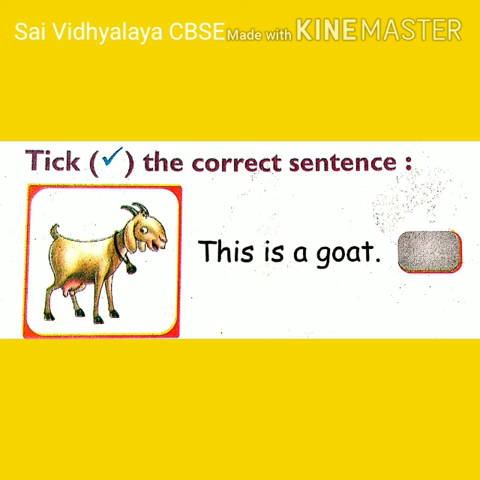 Sai Vidhyalaya CBSE Made with KINEMASTER
Tick (✓) the correct sentence :
This is a goat.